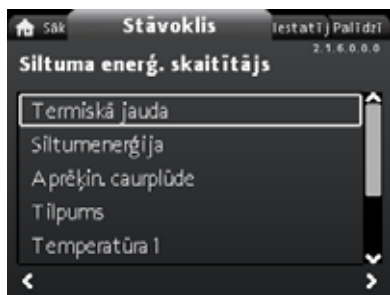 Sāk Stāvoklis Iestatīj Palīdzī
2.1.6.0.0.0
Siltuma enerģ. skaitītājs
Termiskā jauda
Siltumenerģija
Aprēķin. caurplūde
Tilpums
Temperatūra 1